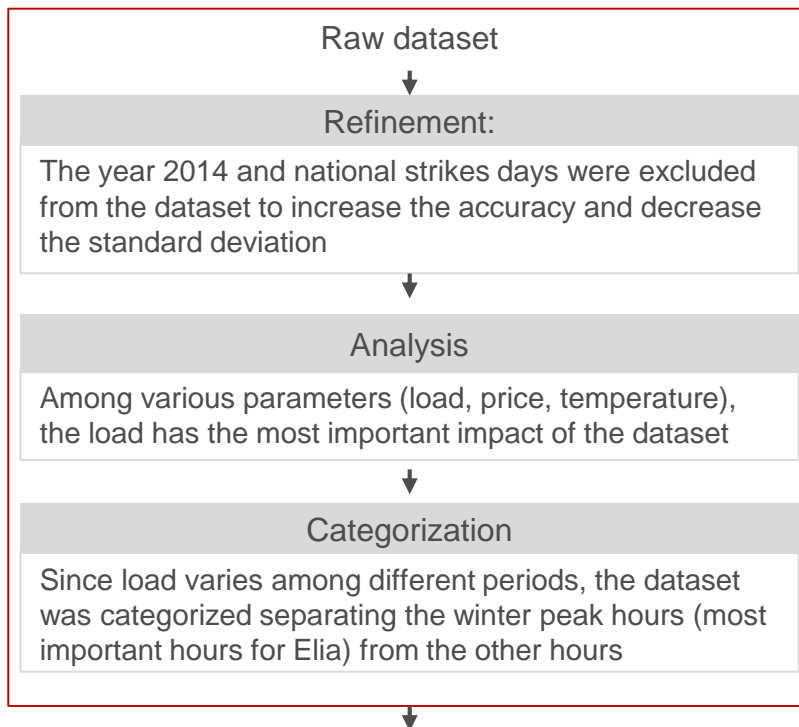 Raw dataset
Refinement:
The year 2014 and national strikes days were excluded
from the dataset to increase the accuracy and decrease
the standard deviation
Analysis
Among various parameters (load, price, temperature),
the load has the most important impact of the dataset
Categorization
Since load varies among different periods, the dataset
was categorized separating the winter peak hours (most
important hours for Elia) from the other hours